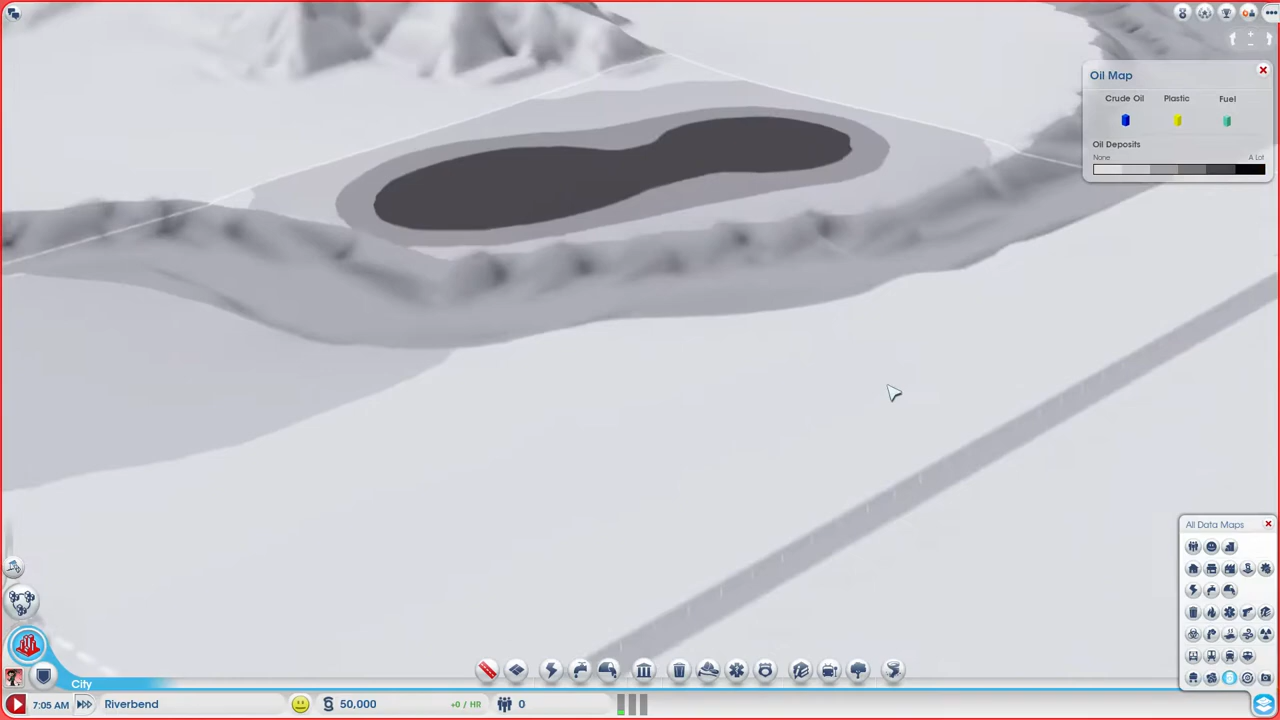 Oil Map
Crude Oil Plastic Fuel
Oil Deposits
None A Lot
All Data Maps
City
7:05 AM Riverbend 50,000 +0 / HR 0